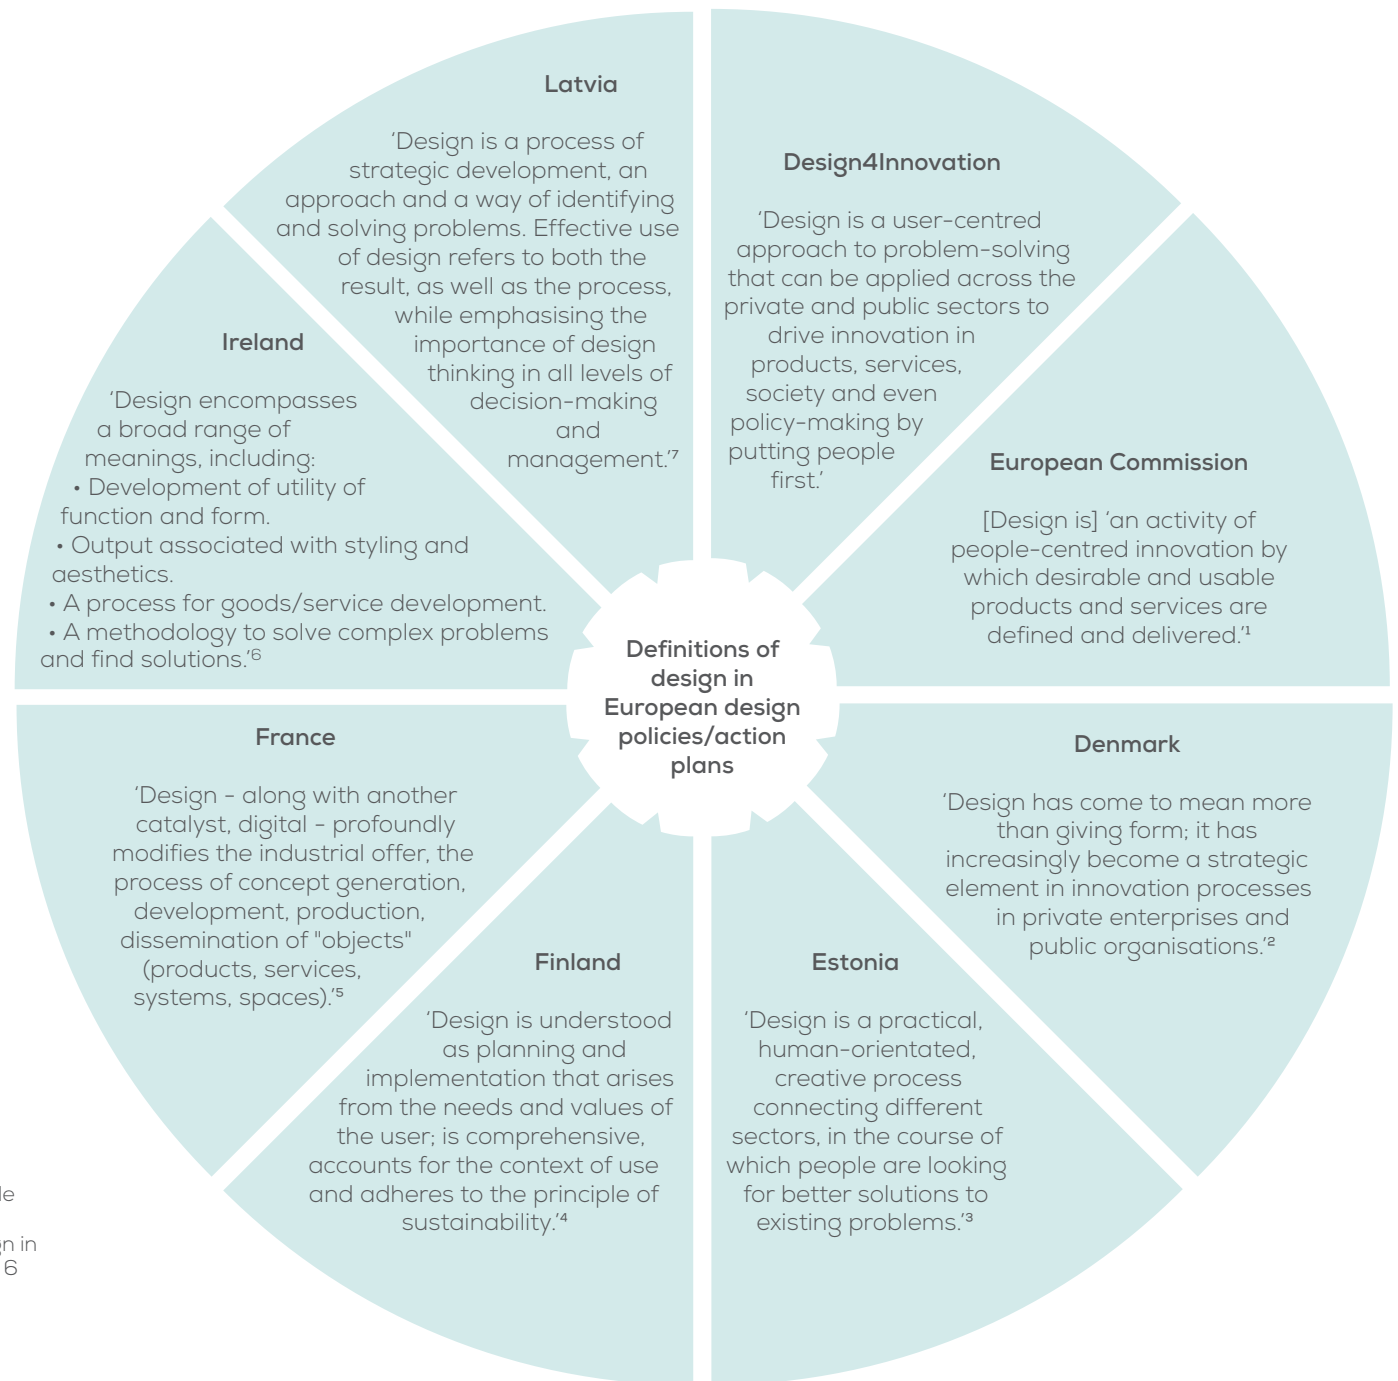 Latvia
‘Design is a process of
strategic development, an
approach and a way of identifying
and solving problems. Effective use
of design refers to both the
result, as well as the process,
while emphasising the
importance of design
thinking in all levels of
decision-making
and
management.’⁷
Design4Innovation
‘Design is a user-centred
approach to problem-solving
that can be applied across the
private and public sectors to
drive innovation in
products, services,
society and even
policy-making by
putting people
first.’
European Commission
[Design is] ‘an activity of
people-centred innovation by
which desirable and usable
products and services are
defined and delivered.’¹
Denmark
‘Design has come to mean more
than giving form; it has
increasingly become a strategic
element in innovation processes
in private enterprises and
public organisations.’²
Estonia
‘Design is a practical,
human-orientated,
creative process
connecting different
sectors, in the course of
which people are looking
for better solutions to
existing problems.’³
Finland
‘Design is understood
as planning and
implementation that arises
from the needs and values of
the user; is comprehensive,
accounts for the context of use
and adheres to the principle of
sustainability.’⁴
France
‘Design - along with another
catalyst, digital - profoundly
modifies the industrial offer, the
process of concept generation,
development, production,
dissemination of "objects"
(products, services,
systems, spaces).’⁵
Ireland
‘Design encompasses
a broad range of
meanings, including:
• Development of utility of
function and form.
• Output associated with styling and
aesthetics.
• A process for goods/service development.
• A methodology to solve complex problems
and find solutions.’⁶
Definitions of
design in
European design
policies/action
plans
in
6